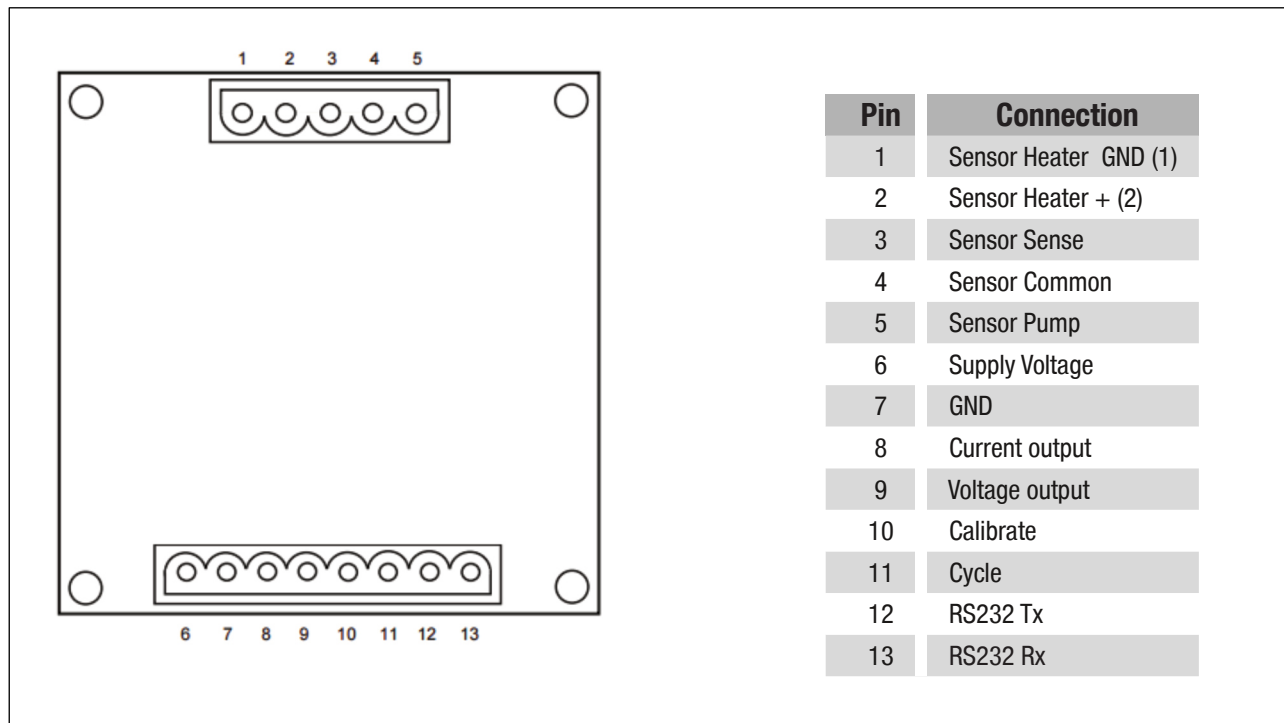 1 2 3 4 5
6 7 8 9 10 11 12 13
Pin Connection
1 Sensor Heater GND (1)
2 Sensor Heater + (2)
3 Sensor Sense
4 Sensor Common
5 Sensor Pump
6 Supply Voltage
7 GND
8 Current output
9 Voltage output
10 Calibrate
11 Cycle
12 RS232 Tx
13 RS232 Rx